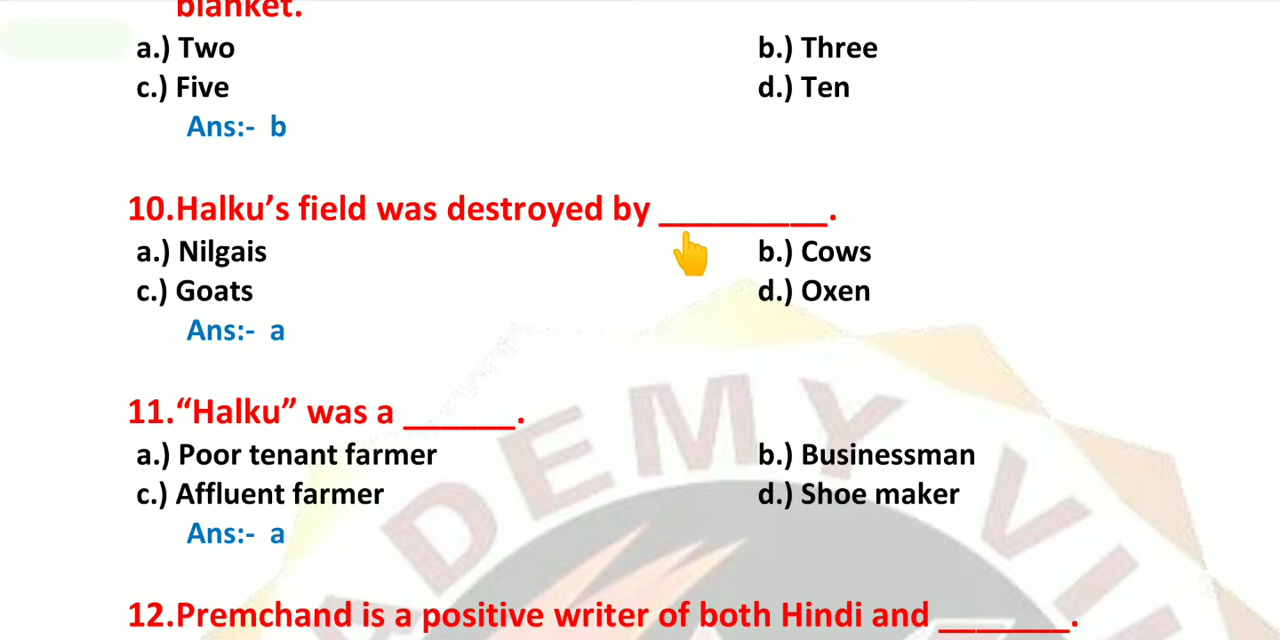 blanket.
a.) Two b.) Three
c.) Five d.) Ten
Ans:- b
10.Halku’s field was destroyed by _________.
a.) Nilgais b.) Cows
c.) Goats d.) Oxen
Ans:- a
11.“Halku” was a ______.
a.) Poor tenant farmer b.) Businessman
c.) Affluent farmer d.) Shoe maker
Ans:- a
12.Premchand is a positive writer of both Hindi and _______.